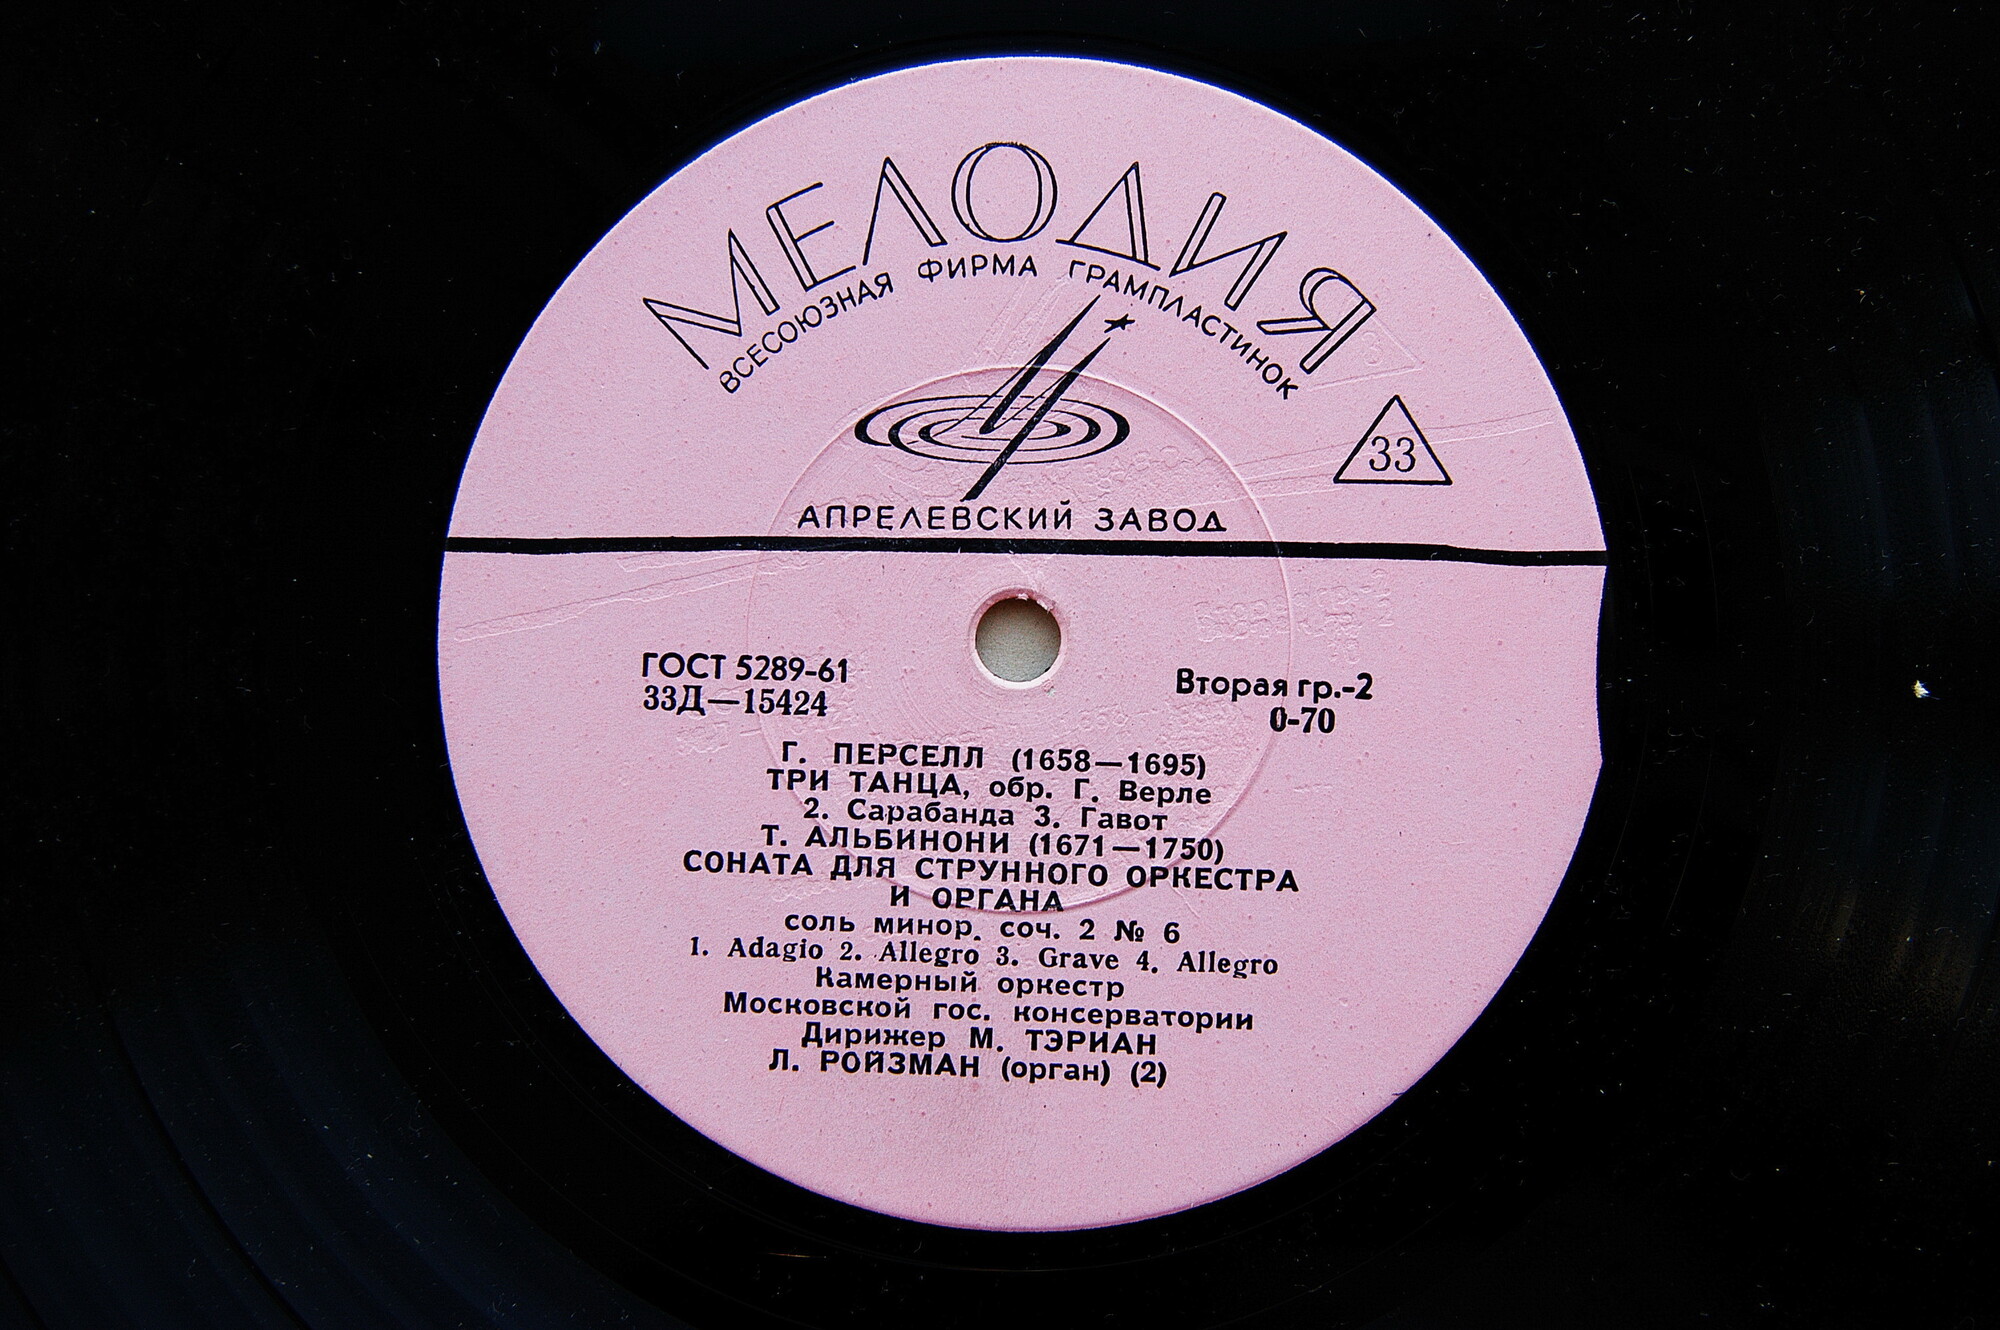 МЕЛОДИЯ
ВСЕСОЮЗНАЯ ФИРМА ГРАМПЛАСТИНОК
33
АПРЕЛЕВСКИЙ ЗАВОД
ГОСТ 5289-61
33Д—15424
Вторая гр.-2
0-70
Г. ПЕРСЕЛЛ (1658—1695)
ТРИ ТАНЦА, обр. Г. Верле
2. Сарабанда 3. Гавот
Т. АЛЬБИНОНИ (1671—1750)
СОНАТА ДЛЯ СТРУННОГО ОРКЕСТРА
И ОРГАНА
соль минор. соч. 2 № 6
1. Adagio 2. Allegro 3. Grave 4. Allegro
Камерный оркестр
Московской гос. консерватории
Дирижер М. ТЭРИАН
Л. РОЙЗМАН (орган) (2)